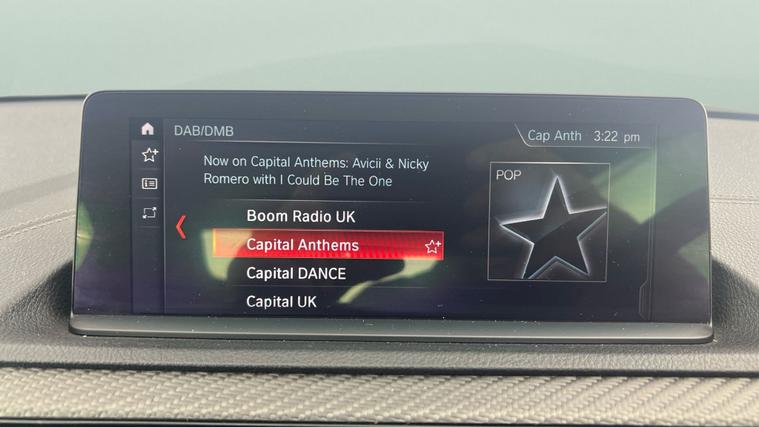 DAB/DMB
Cap Anth 3:22 pm
Now on Capital Anthems: Avicii & Nicky
Romero with I Could Be The One
POP
Boom Radio UK
Capital Anthems
Capital DANCE
Capital UK